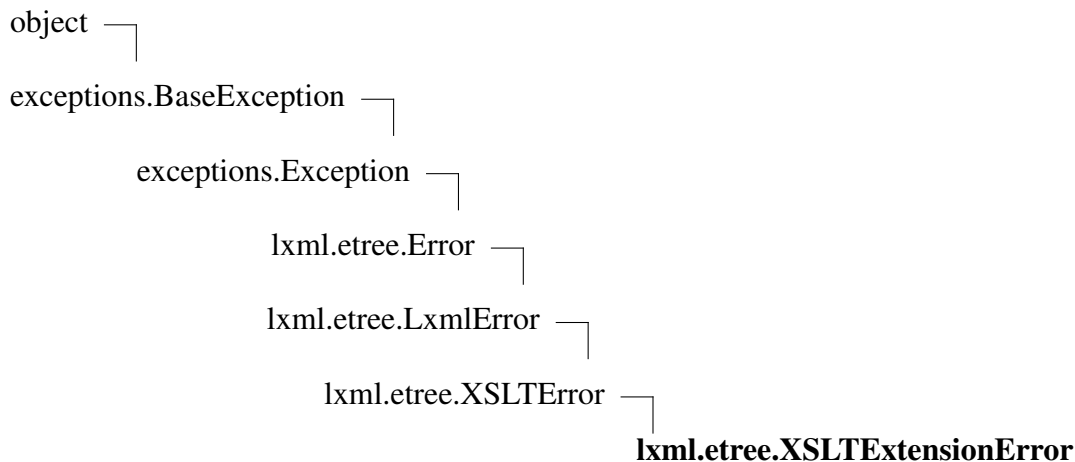 object
exceptions.BaseException
exceptions.Exception
lxml.etree.Error
lxml.etree.LxmlError
lxml.etree.XSLTError
lxml.etree.XSLTExtensionError